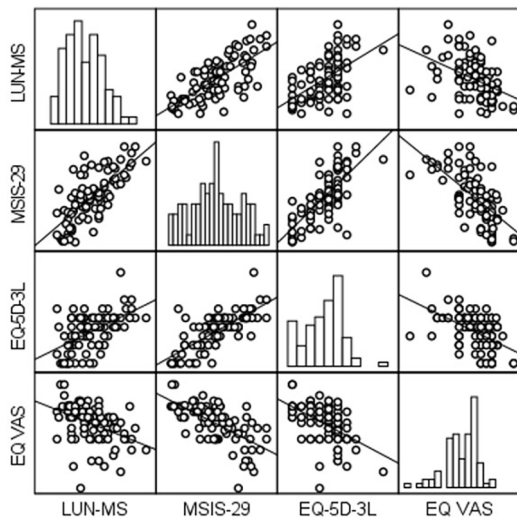 LUN-MS
MSIS-29
EQ-5D-3L
EQ VAS
LUN-MS MSIS-29 EQ-5D-3L EQ VAS